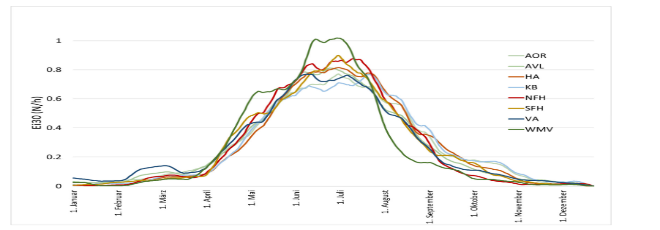 1
0.8
0.6
0.4
0.2
0
EI30 [N/h]
AOR
AVL
HA
KB
NFH
SFH
VA
WMV
1. Januar
1. Februar
1. März
1. April
1. Mai
1. Juni
1. Juli
1. August
1. September
1. Oktober
1. November
1. Dezember